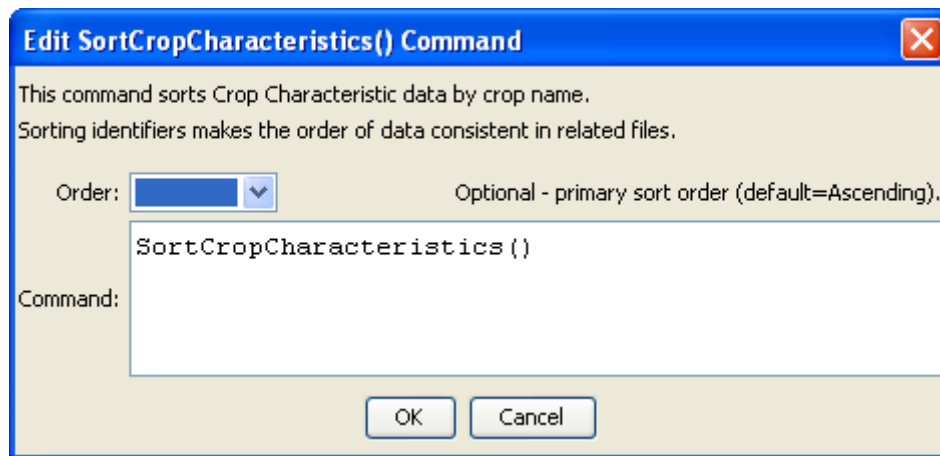 Edit SortCropCharacteristics() Command
This command sorts Crop Characteristic data by crop name.
Sorting identifiers makes the order of data consistent in related files.
Order: Optional - primary sort order (default=Ascending).
SortCropCharacteristics()
Command:
OK Cancel